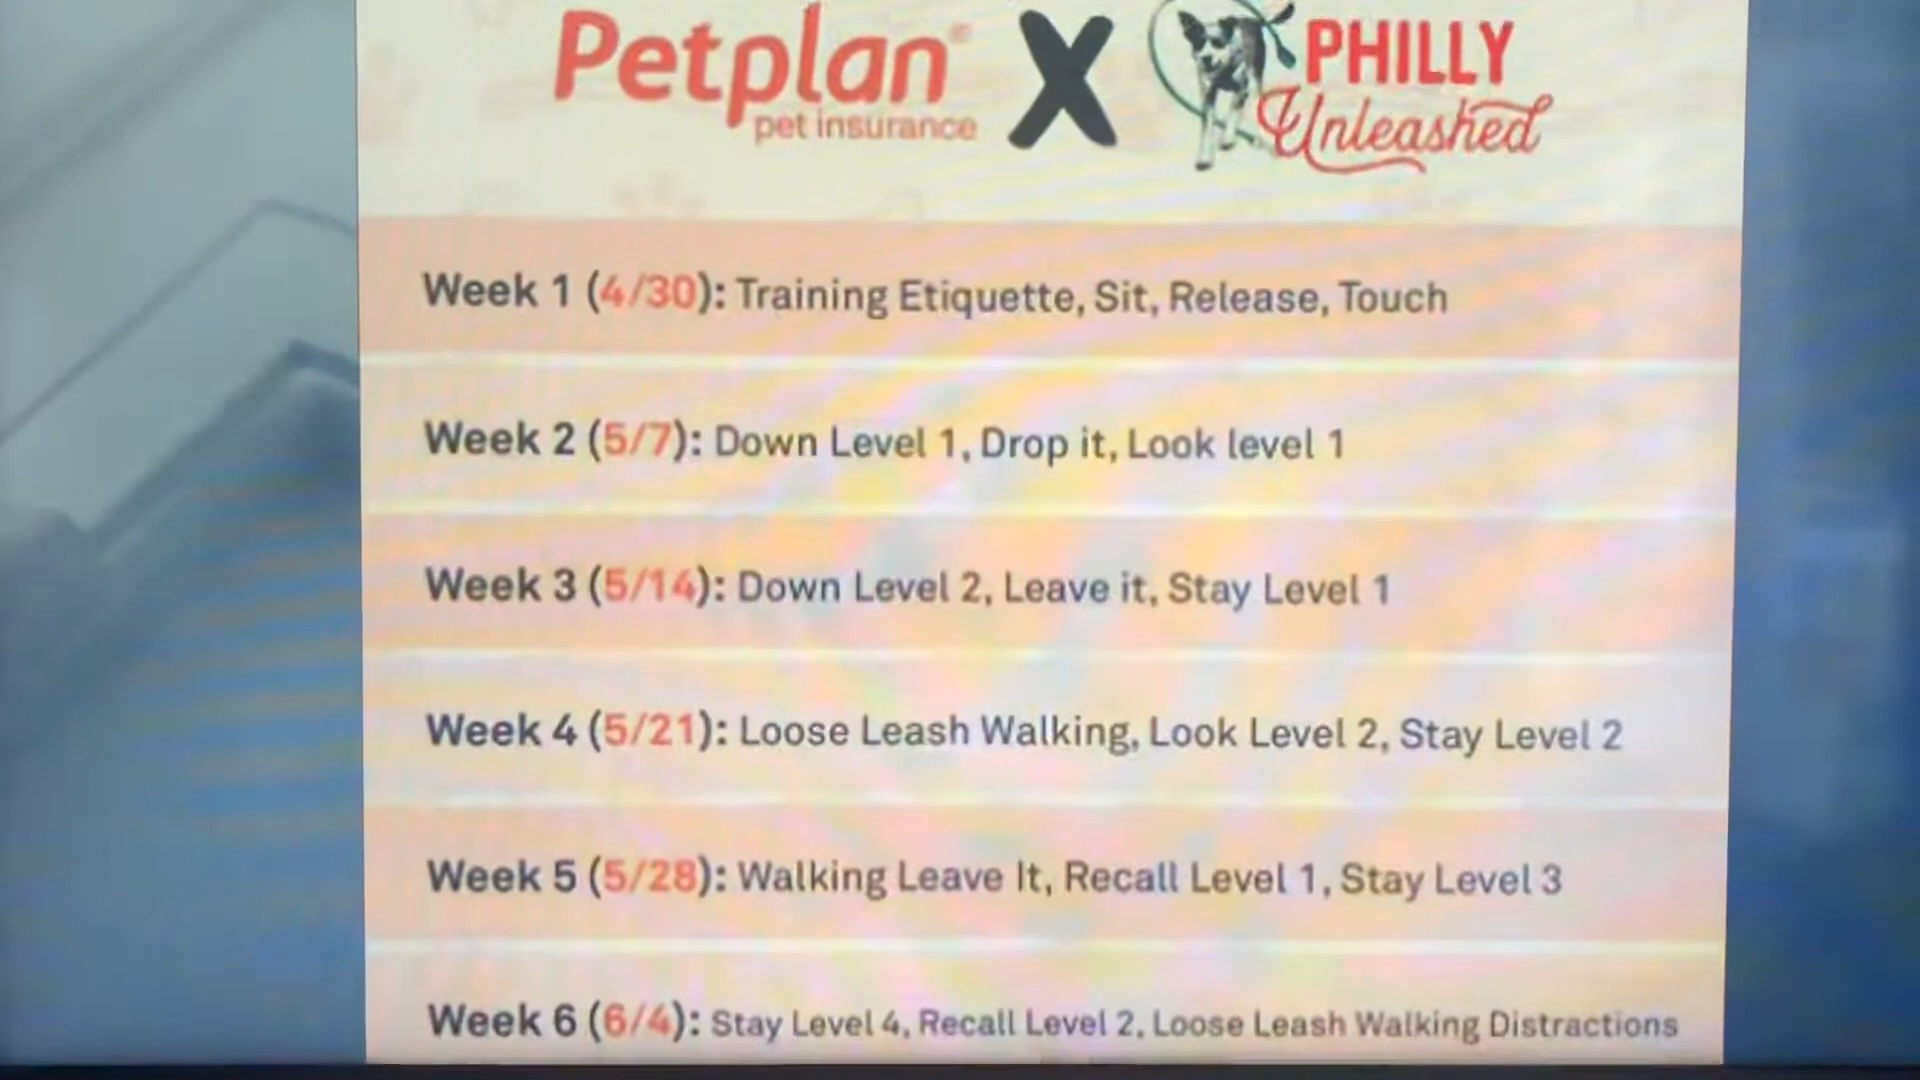 Petplan® X PHILLY
pet insurance Unleashed
Week 1 (4/30): Training Etiquette, Sit, Release, Touch
Week 2 (5/7): Down Level 1, Drop it, Look level 1
Week 3 (5/14): Down Level 2, Leave it, Stay Level 1
Week 4 (5/21): Loose Leash Walking, Look Level 2, Stay Level 2
Week 5 (5/28): Walking Leave It, Recall Level 1, Stay Level 3
Week 6 (6/4): Stay Level 4, Recall Level 2, Loose Leash Walking Distractions